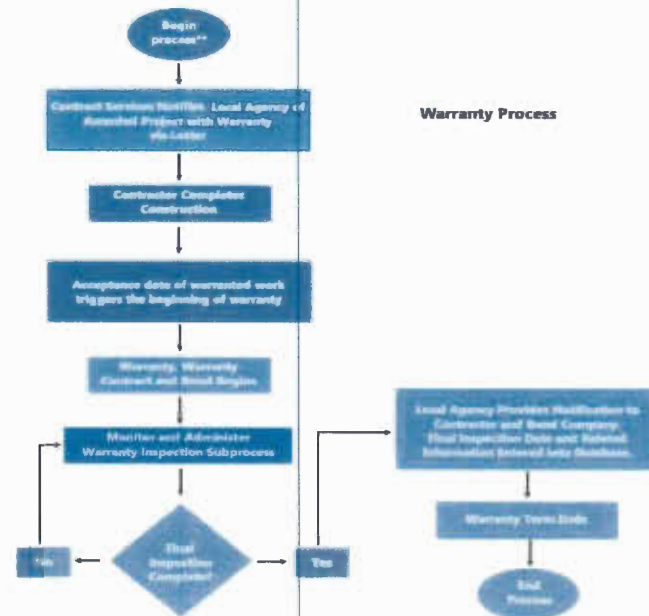 Begin
process**
Contract Services Notifies Local Agency of
Awarded Project with Warranty
via Letter
Warranty Process
Contractor Completes
Construction
Acceptance date of warranted work
triggers the beginning of warranty
Warranty, Warranty
Contract and Bond Begins
Monitor and Administer
Warranty Inspection Subprocess
Local Agency Provides Notification to
Contractor and Bond Company.
Final Inspection Date and Related
Information Entered into Database.
Warranty Term Ends
Final
Inspection
Complete?
No
Yes
End
Process